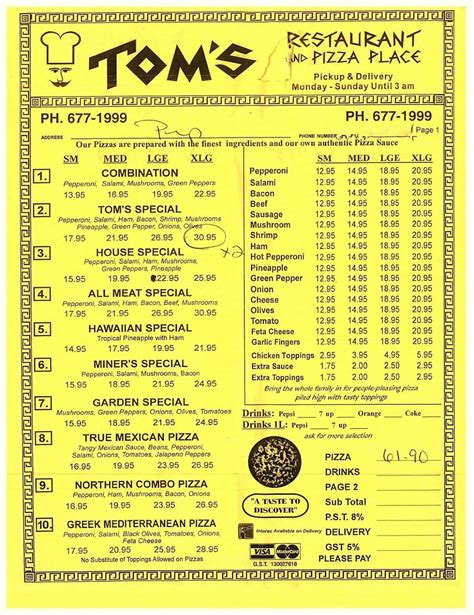 TOM'S
RESTAURANT
AND PIZZA PLACE
Pickup & Delivery
Monday - Sunday Until 3 am
PH. 677-1999
PH. 677-1999
ADDRESS
PHONE NUMBER
Page 1
Our Pizzas are prepared with the finest ingredients and our own authentic Pizza Sauce
SM MED LGE XLG
1. COMBINATION
Pepperoni, Salami, Mushrooms, Green Peppers
13.95 16.95 19.95 22.95
2. TOM'S SPECIAL
Pepperoni, Salami, Ham, Bacon, Shrimp, Mushrooms
Pineapple, Green Pepper, Onions, Olives
17.95 21.95 26.95 30.95
x2
3. HOUSE SPECIAL
Pepperoni, Salami, Ham, Mushrooms,
Green Peppers, Pineapple
15.95 19.95 22.95 25.95
4. ALL MEAT SPECIAL
Pepperoni, Salami, Ham, Bacon, Beef, Mushrooms
17.95 21.95 24.95 27.95
5. HAWAIIAN SPECIAL
Tropical Pineapple with Ham
14.95 17.95 19.95 21.95
6. MINER'S SPECIAL
Pepperoni, Salami, Mushrooms, Bacon
15.95 18.95 21.95 24.95
7. GARDEN SPECIAL
Green Peppers, Mushrooms, Onions, Olives, Tomatoes
15.95 18.95 21.95 24.95
8. TRUE MEXICAN PIZZA
Tangy Mexican Sauce, Beans, Pepperoni,
Salami, Onions, Tomatoes, Jalapeno Peppers
16.95 19.95 23.95 26.95
9. NORTHERN COMBO PIZZA
Pepperoni, Mushrooms, Bacon, Onions
16.95 19.95 23.95 26.95
10. GREEK MEDITERRANEAN PIZZA
Pepperoni, Salami, Black Olives, Tomatoes,
Onions, Green Peppers, Feta Cheese
17.95 20.95 25.95 28.95
No Substitute of Toppings Allowed on Pizzas
SM MED LGE XLG
Pepperoni 12.95 14.95 18.95 20.95
Salami 12.95 14.95 18.95 20.95
Bacon 12.95 14.95 18.95 20.95
Beef 12.95 14.95 18.95 20.95
Sausage 12.95 14.95 18.95 20.95
Mushroom 12.95 14.95 18.95 20.95
Shrimp 12.95 14.95 18.95 20.95
Ham 12.95 14.95 18.95 20.95
Hot Pepperoni 12.95 14.95 18.95 20.95
Pineapple 12.95 14.95 18.95 20.95
Green Pepper 12.95 14.95 18.95 20.95
Onion 12.95 14.95 18.95 20.95
Cheese 12.95 14.95 18.95 20.95
Olives 12.95 14.95 18.95 20.95
Tomato 12.95 14.95 18.95 20.95
Feta Cheese 12.95 14.95 18.95 20.95
Garlic Fingers 12.95 14.95 18.95 20.95
Chicken Toppings 2.95 3.95 4.95 5.95
Extra Sauce 1.75 2.00 2.50 2.95
Extra Toppings 1.75 2.00 2.50 2.95
Bring the whole family in for people-pleasing pizza
piled high with tasty toppings
Drinks: Pepsi ___ 7 up ___ Orange ___ Coke ___
Drinks 1L: Pepsi ___ 7 up ___
ask for more selection
PIZZA 61-90
DRINKS
PAGE 2
Sub Total
P.S.T. 8%
DELIVERY
GST 5%
PLEASE PAY
"A TASTE TO
DISCOVER"
Interac Available on Delivery
VISA MasterCard
G.S.T. 130027618